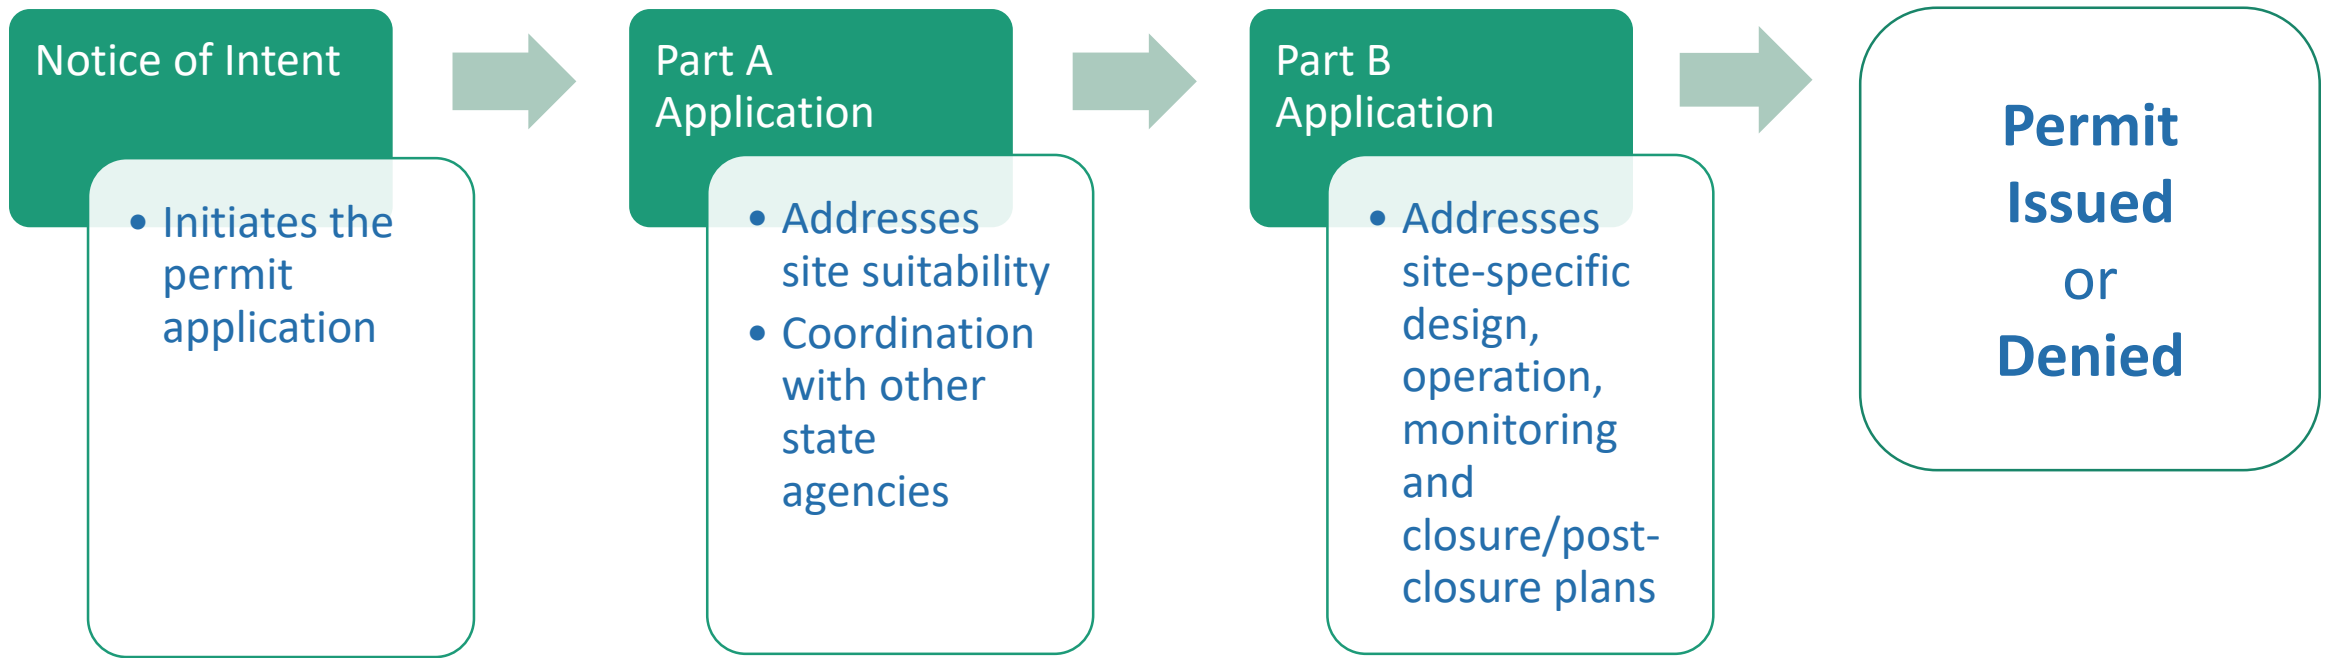 Notice of Intent
• Initiates the
permit
application
Part A
Application
• Addresses
site suitability
• Coordination
with other
state
agencies
Part B
Application
• Addresses
site-specific
design,
operation,
monitoring
and
closure/post-
closure plans
Permit
Issued
or
Denied